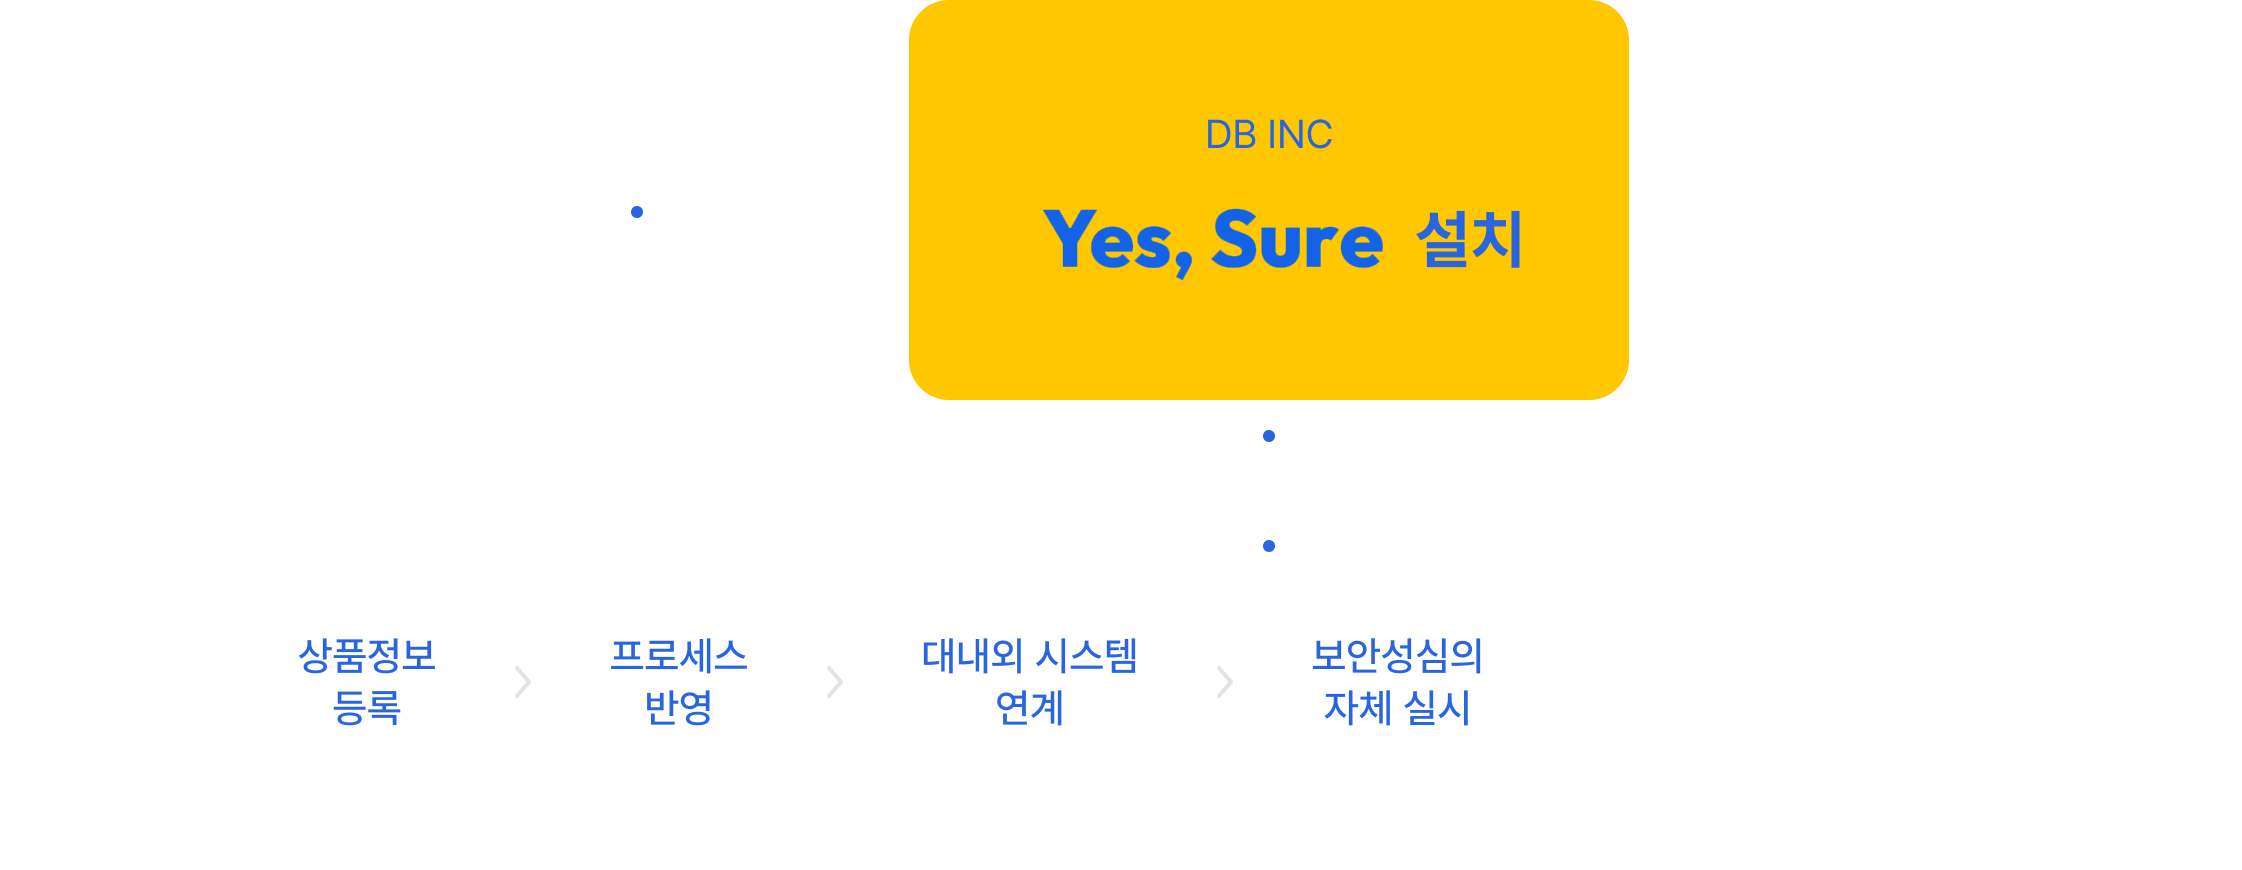 DB INC
Yes, Sure 설치
상품정보
등록
프로세스
반영
대내외 시스템
연계
보안성심의
자체 실시